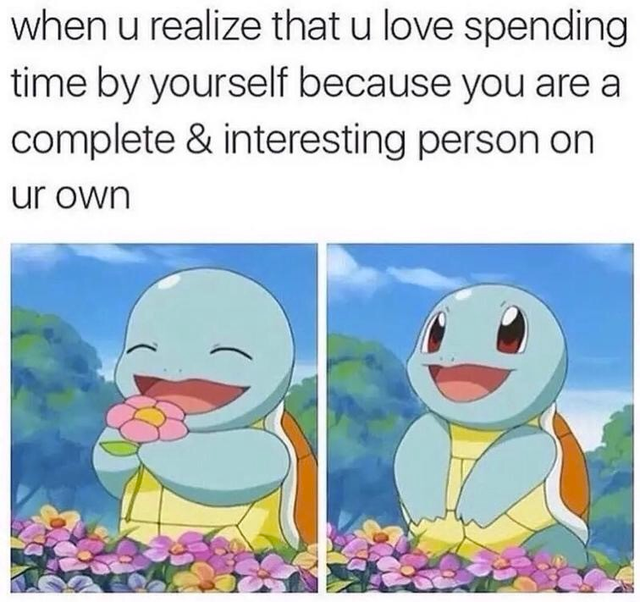 when u realize that u love spending
time by yourself because you are a
complete & interesting person on
ur own